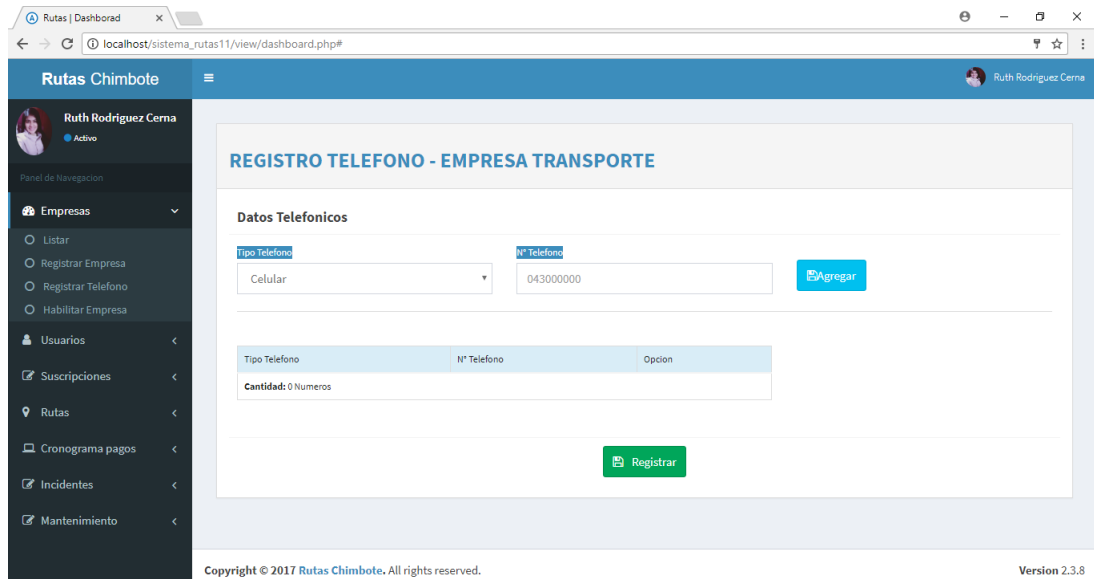 Rutas | Dashborad
localhost/sistema_rutas11/view/dashboard.php#
Rutas Chimbote
Ruth Rodriguez Cerna
Ruth Rodriguez Cerna
Activo
Panel de Navegacion
Empresas
Listar
Registrar Empresa
Registrar Telefono
Habilitar Empresa
Usuarios
Suscripciones
Rutas
Cronograma pagos
Incidentes
Mantenimiento
REGISTRO TELEFONO - EMPRESA TRANSPORTE
Datos Telefonicos
Tipo Telefono N° Telefono
Celular 043000000 Agregar
Tipo Telefono N° Telefono Opcion
Cantidad: 0 Numeros
Registrar
Copyright © 2017 Rutas Chimbote. All rights reserved. Version 2.3.8